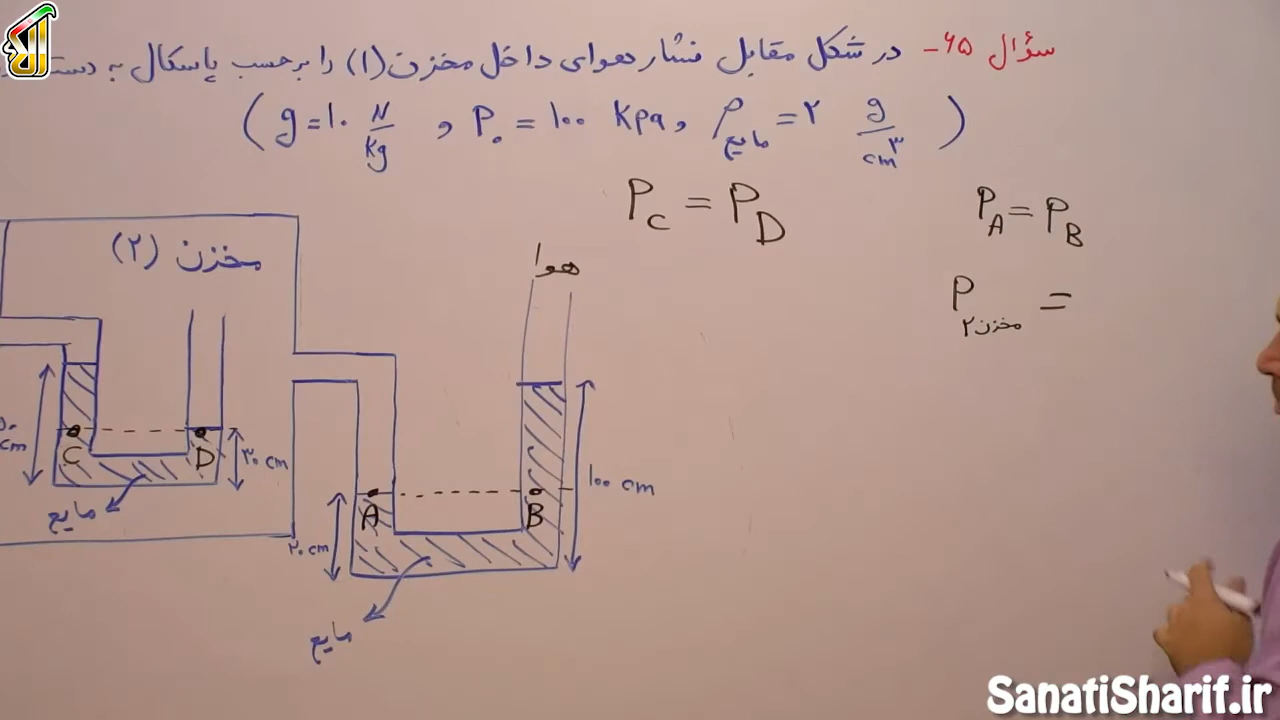 سؤال ۶۵- در شکل مقابل فشار هوای داخل مخزن (۱) را برحسب پاسکال به دست
( g = ۱۰ N/kg , P۰ = ۱۰۰ kPa , ρمایع = ۲ g/cm۳ )
PC = PD
PA = PB
Pمخزن۲ =
مخزن (۲)
هوا
C
D
۳۰ cm
cm
مایع
A
B
۱۰۰ cm
۲۰ cm
مایع
SanatiSharif.ir